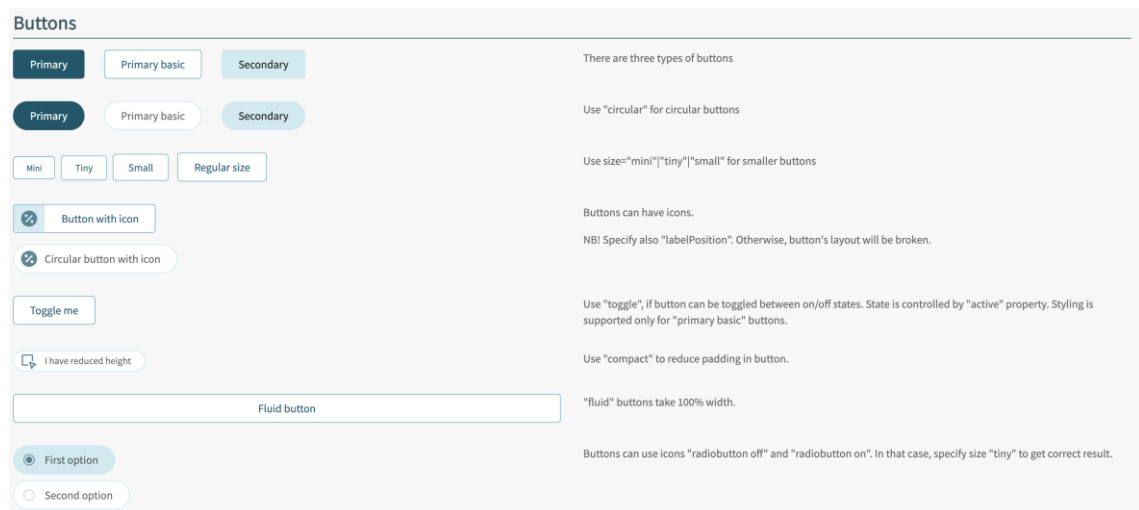 Buttons
Primary Primary basic Secondary There are three types of buttons
Primary Primary basic Secondary Use "circular" for circular buttons
Mini Tiny Small Regular size Use size="mini"|"tiny"|"small" for smaller buttons
Button with icon Buttons can have icons.
NB! Specify also "labelPosition". Otherwise, button's layout will be broken.
Circular button with icon
Toggle me Use "toggle", if button can be toggled between on/off states. State is controlled by "active" property. Styling is
supported only for "primary basic" buttons.
I have reduced height Use "compact" to reduce padding in button.
Fluid button "fluid" buttons take 100% width.
First option Buttons can use icons "radiobutton off" and "radiobutton on". In that case, specify size "tiny" to get correct result.
Second option